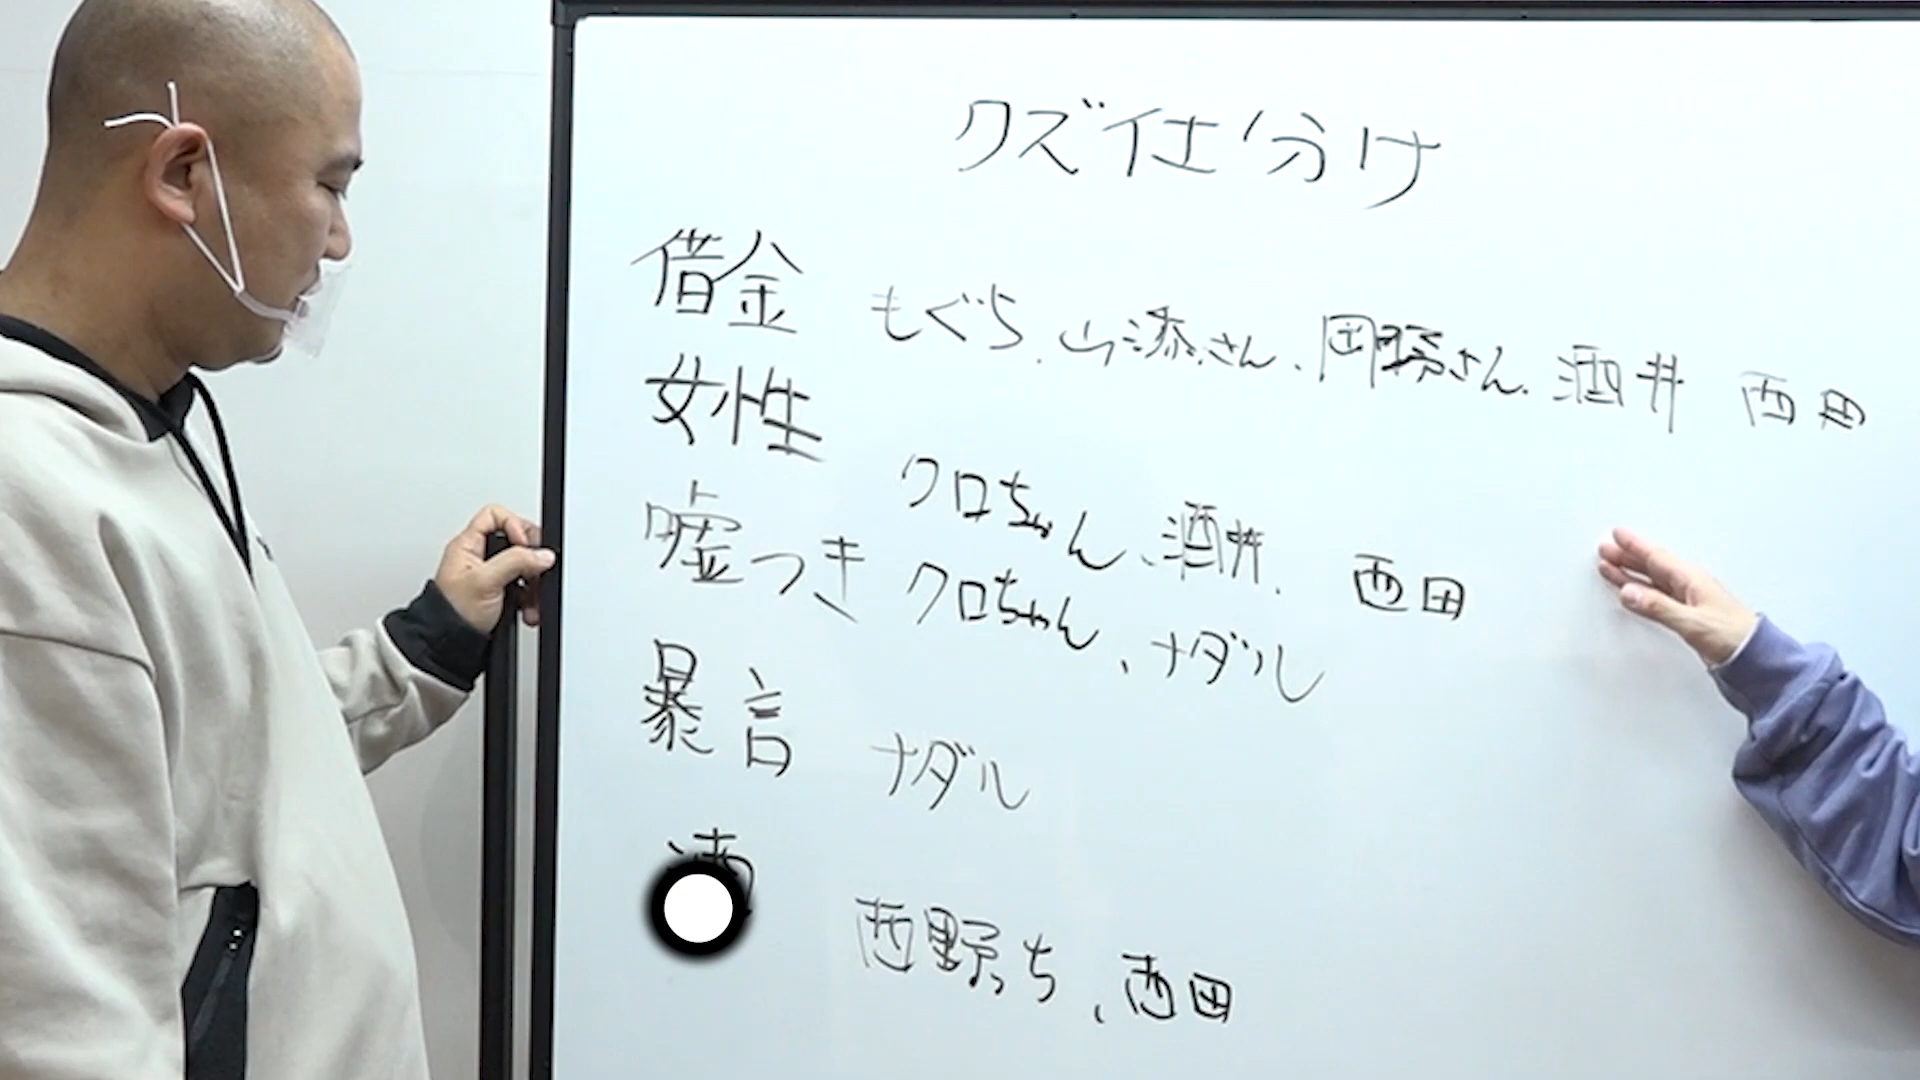 クズ仕分け
借金 もぐら、山添さん、岡野さん、酒井 西田
女性 クロちゃん、酒井、西田
嘘つき クロちゃん、ナダル
暴言 ナダル
西野っち、西田